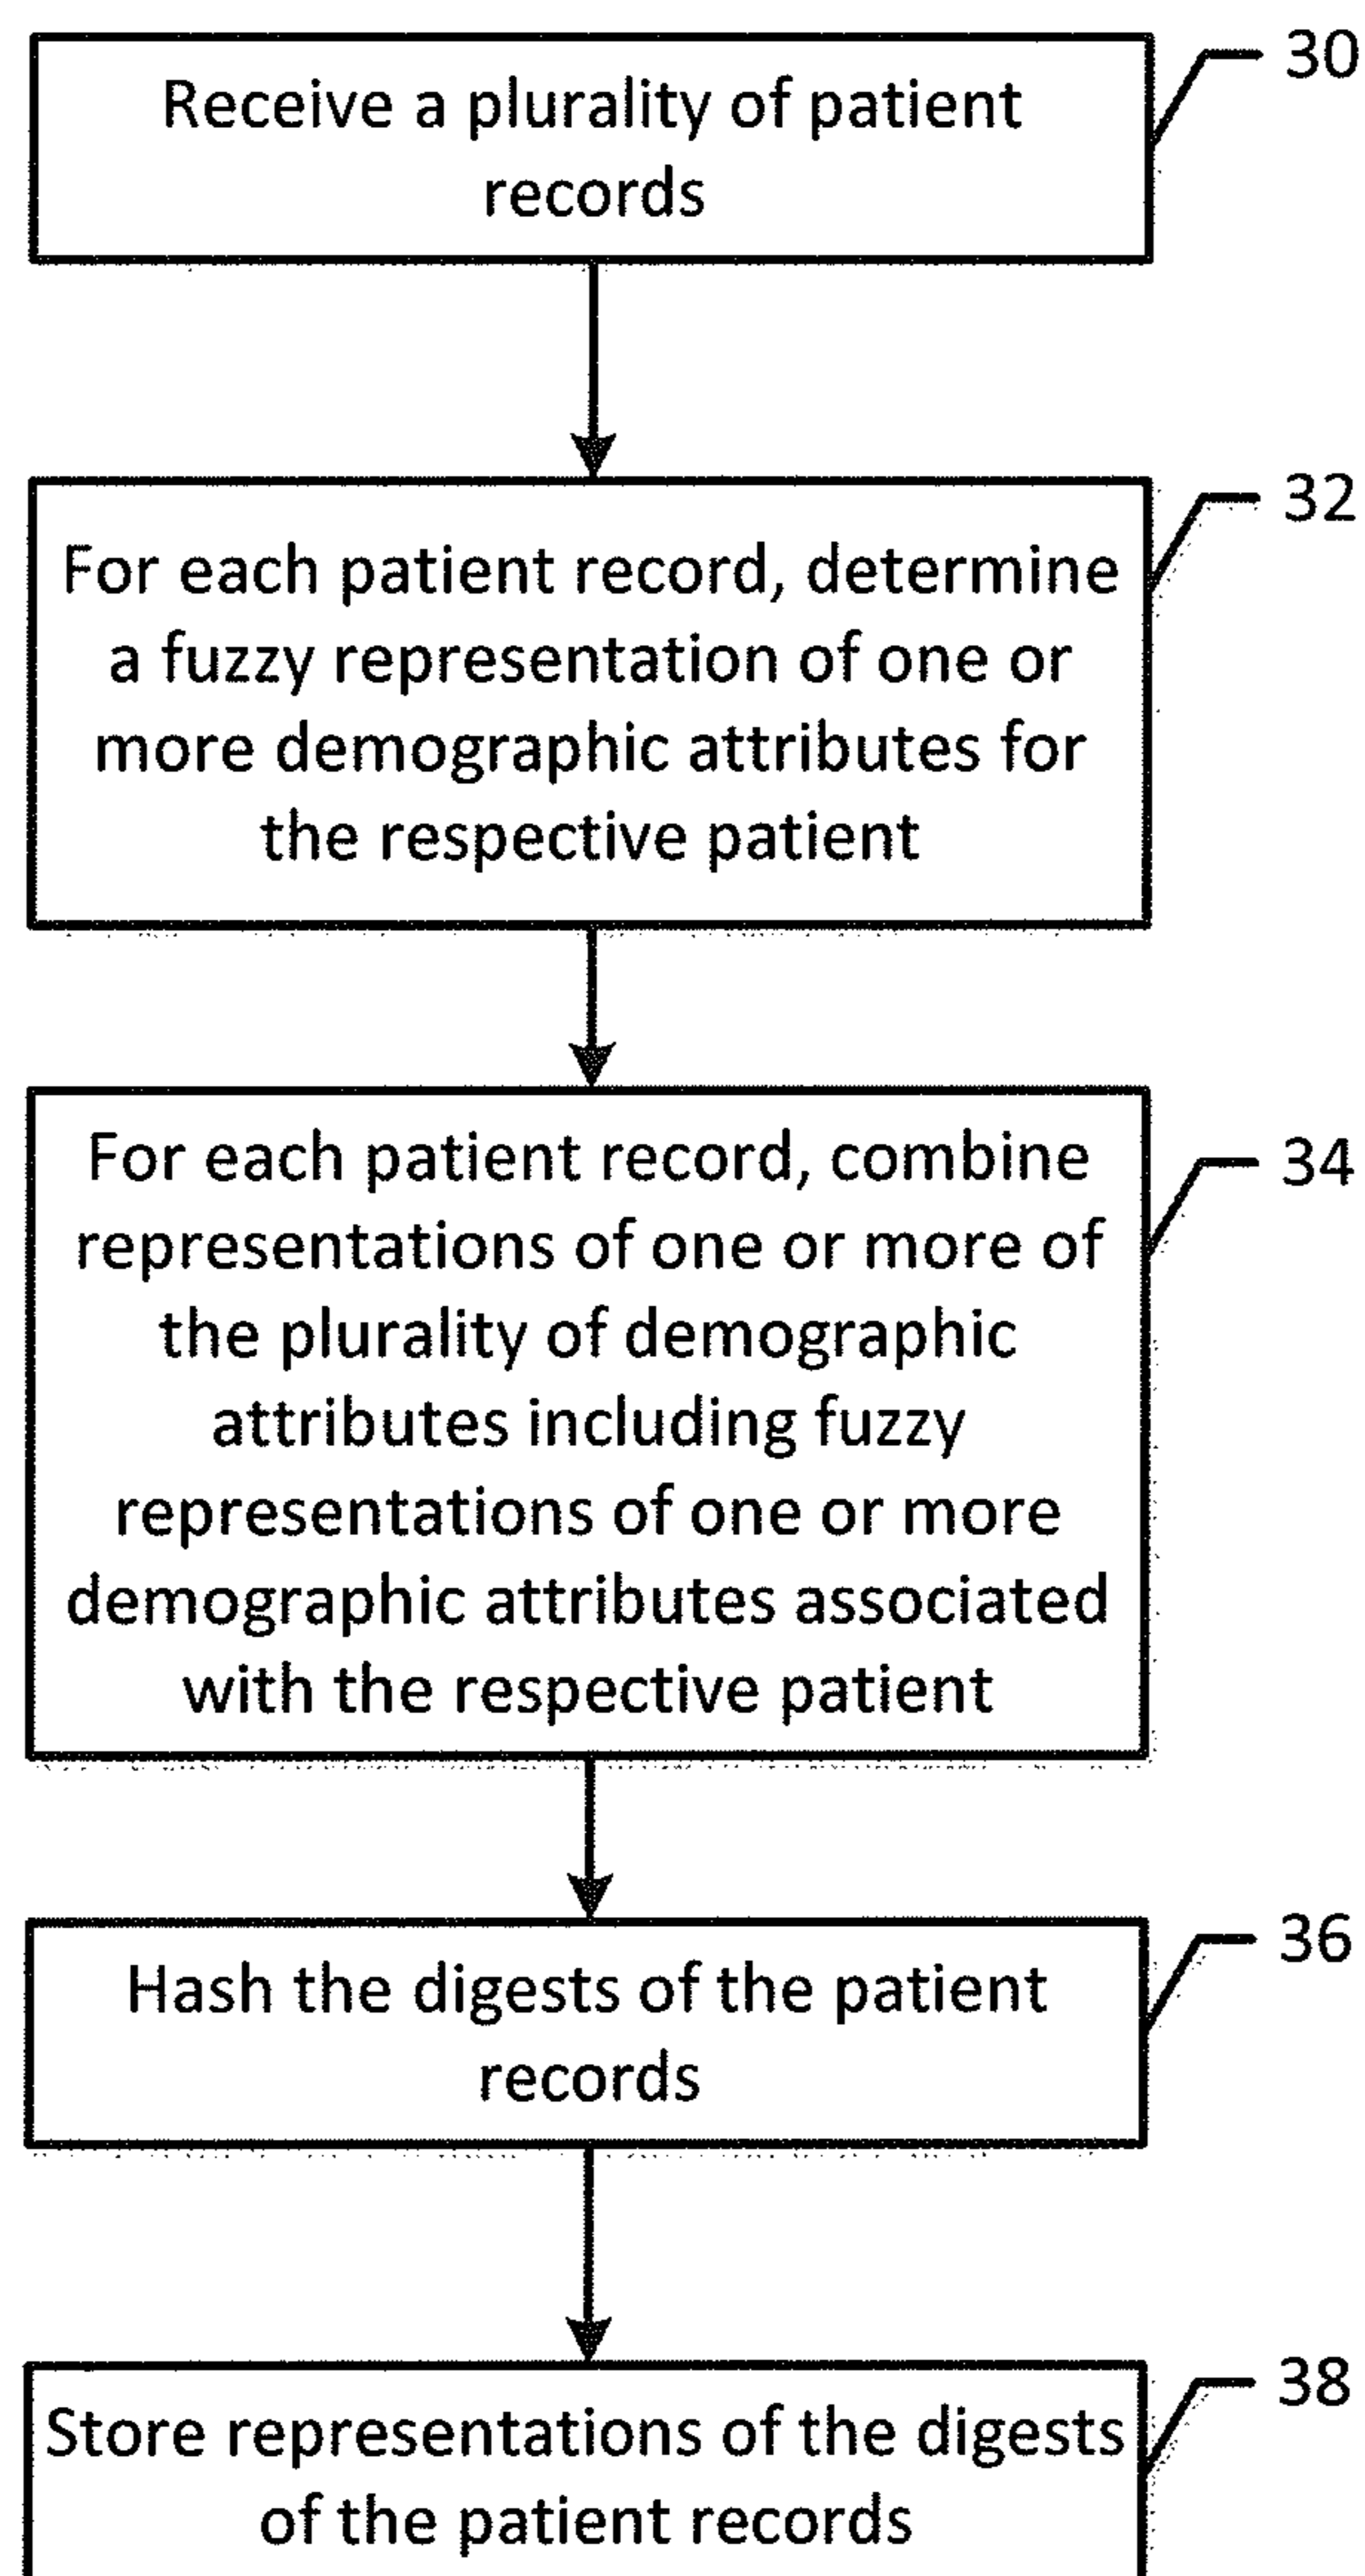 Receive a plurality of patient
records
30
For each patient record, determine
a fuzzy representation of one or
more demographic attributes for
the respective patient
32
For each patient record, combine
representations of one or more of
the plurality of demographic
attributes including fuzzy
representations of one or more
demographic attributes associated
with the respective patient
34
Hash the digests of the patient
records
36
Store representations of the digests
of the patient records
38